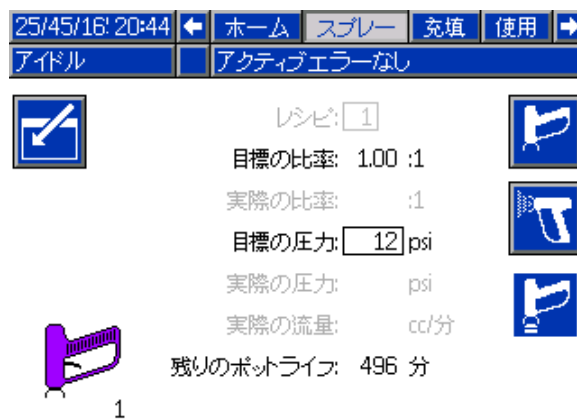 25/45/16' 20:44 ホーム スプレー 充填 使用
アイドル アクティブエラーなし
レシピ: 1
目標の比率: 1.00 :1
実際の比率: :1
目標の圧力: 12 psi
実際の圧力: psi
実際の流量: cc/分
残りのポットライフ: 496 分
1